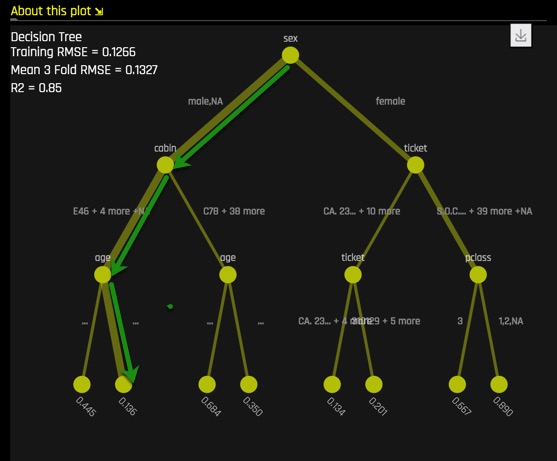 About this plot
Decision Tree
Training RMSE = 0.1266
Mean 3 Fold RMSE = 0.1327
R2 = 0.85
sex
male,NA
female
cabin
ticket
E46 + 4 more +N
C78 + 38 more
CA. 23... + 10 more
S.O.C.... + 39 more +NA
age
age
ticket
pclass
...
...
...
...
CA. 23... + 4 more
29 + 5 more
3
1,2,NA
0.445
0.136
0.684
0.350
0.134
0.201
0.667
0.890